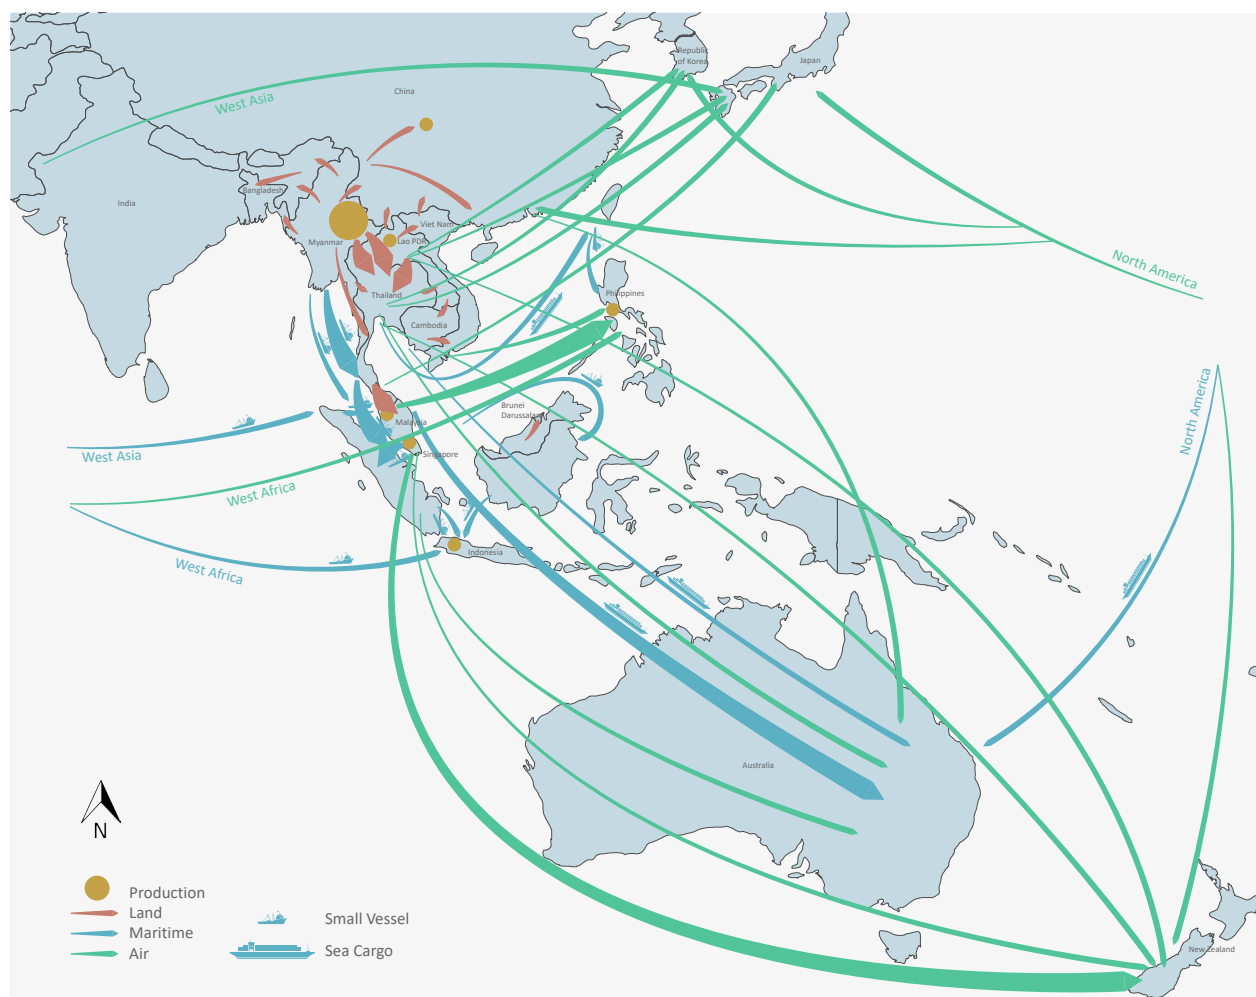 Republic
of Korea
Japan
China
West Asia
Bangladesh
India
Viet Nam
Myanmar
Lao PDR
North America
Thailand
Philippines
Cambodia
Brunei
Darussalam
Malaysia
North America
West Asia
Singapore
West Africa
Indonesia
West Africa
Australia
N
Production
Land
Small Vessel
Maritime
Sea Cargo
Air
New Zealand